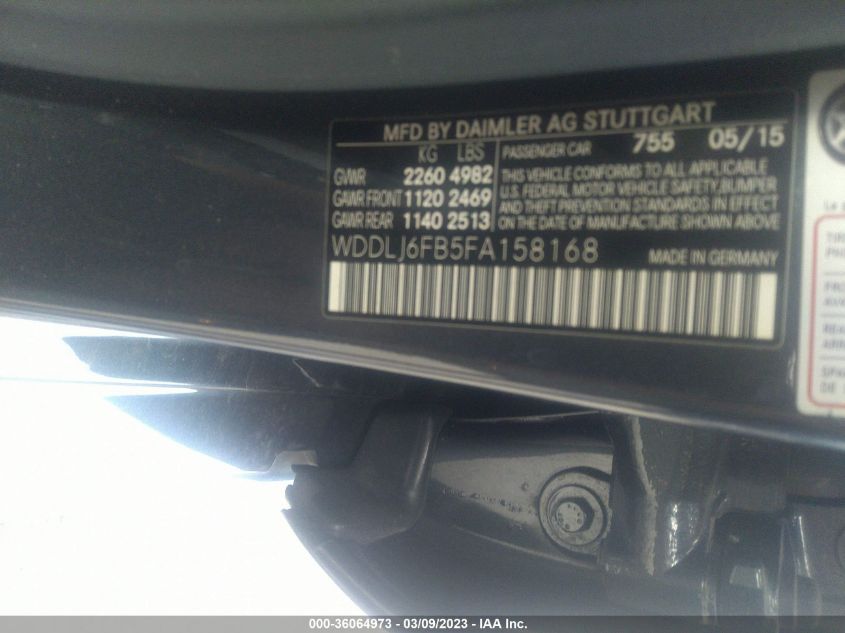 MFD BY DAIMLER AG STUTTGART
KG LBS
GVWR 2260 4982
GAWR FRONT 1120 2469
GAWR REAR 1140 2513
PASSENGER CAR 755 05/15
THIS VEHICLE CONFORMS TO ALL APPLICABLE
U.S. FEDERAL MOTOR VEHICLE SAFETY, BUMPER
AND THEFT PREVENTION STANDARDS IN EFFECT
ON THE DATE OF MANUFACTURE SHOWN ABOVE
WDDLJ6FB5FA158168 MADE IN GERMANY
000-36064973 - 03/09/2023 - IAA Inc.